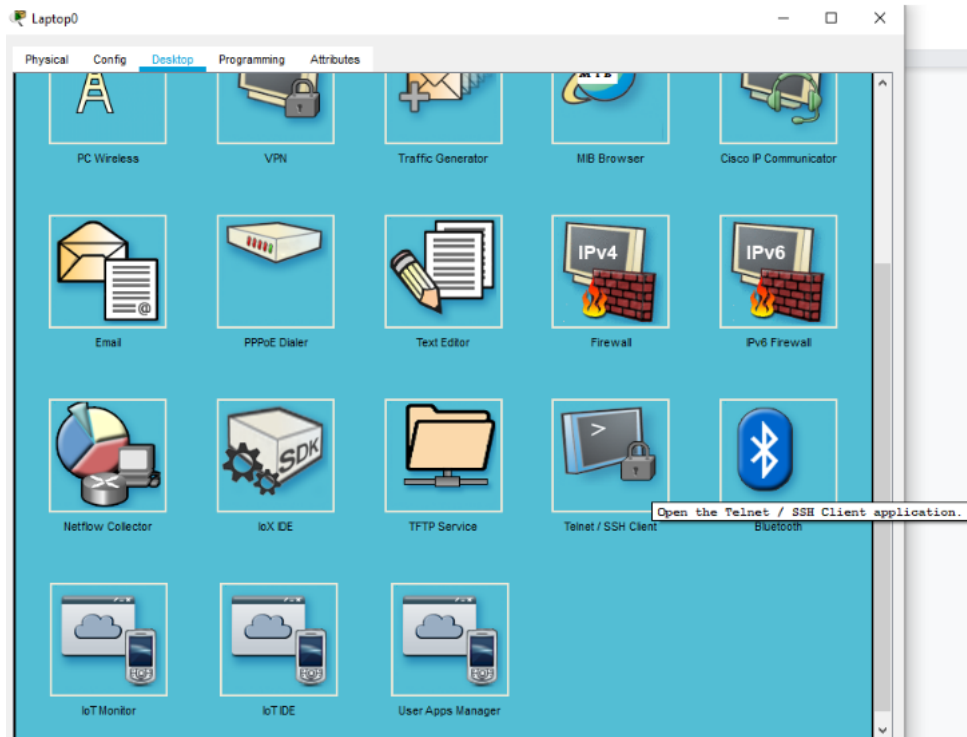 Laptop0
Physical Config Desktop Programming Attributes
MIB
PC Wireless VPN Traffic Generator MIB Browser Cisco IP Communicator
IPv4 IPv6
@
Email PPPoE Dialer Text Editor Firewall IPv6 Firewall
SDK >
Netflow Collector IoX IDE TFTP Service Telnet / SSH Client Bluetooth
Open the Telnet / SSH Client application.
IoT Monitor IoT IDE User Apps Manager